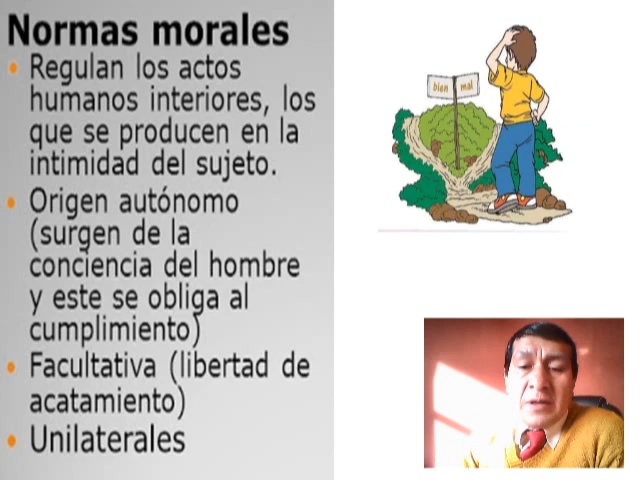 Normas morales
• Regulan los actos
humanos interiores, los
que se producen en la
intimidad del sujeto.
• Origen autónomo
(surgen de la
conciencia del hombre
y este se obliga al
cumplimiento)
• Facultativa (libertad de
acatamiento)
• Unilaterales
bien mal